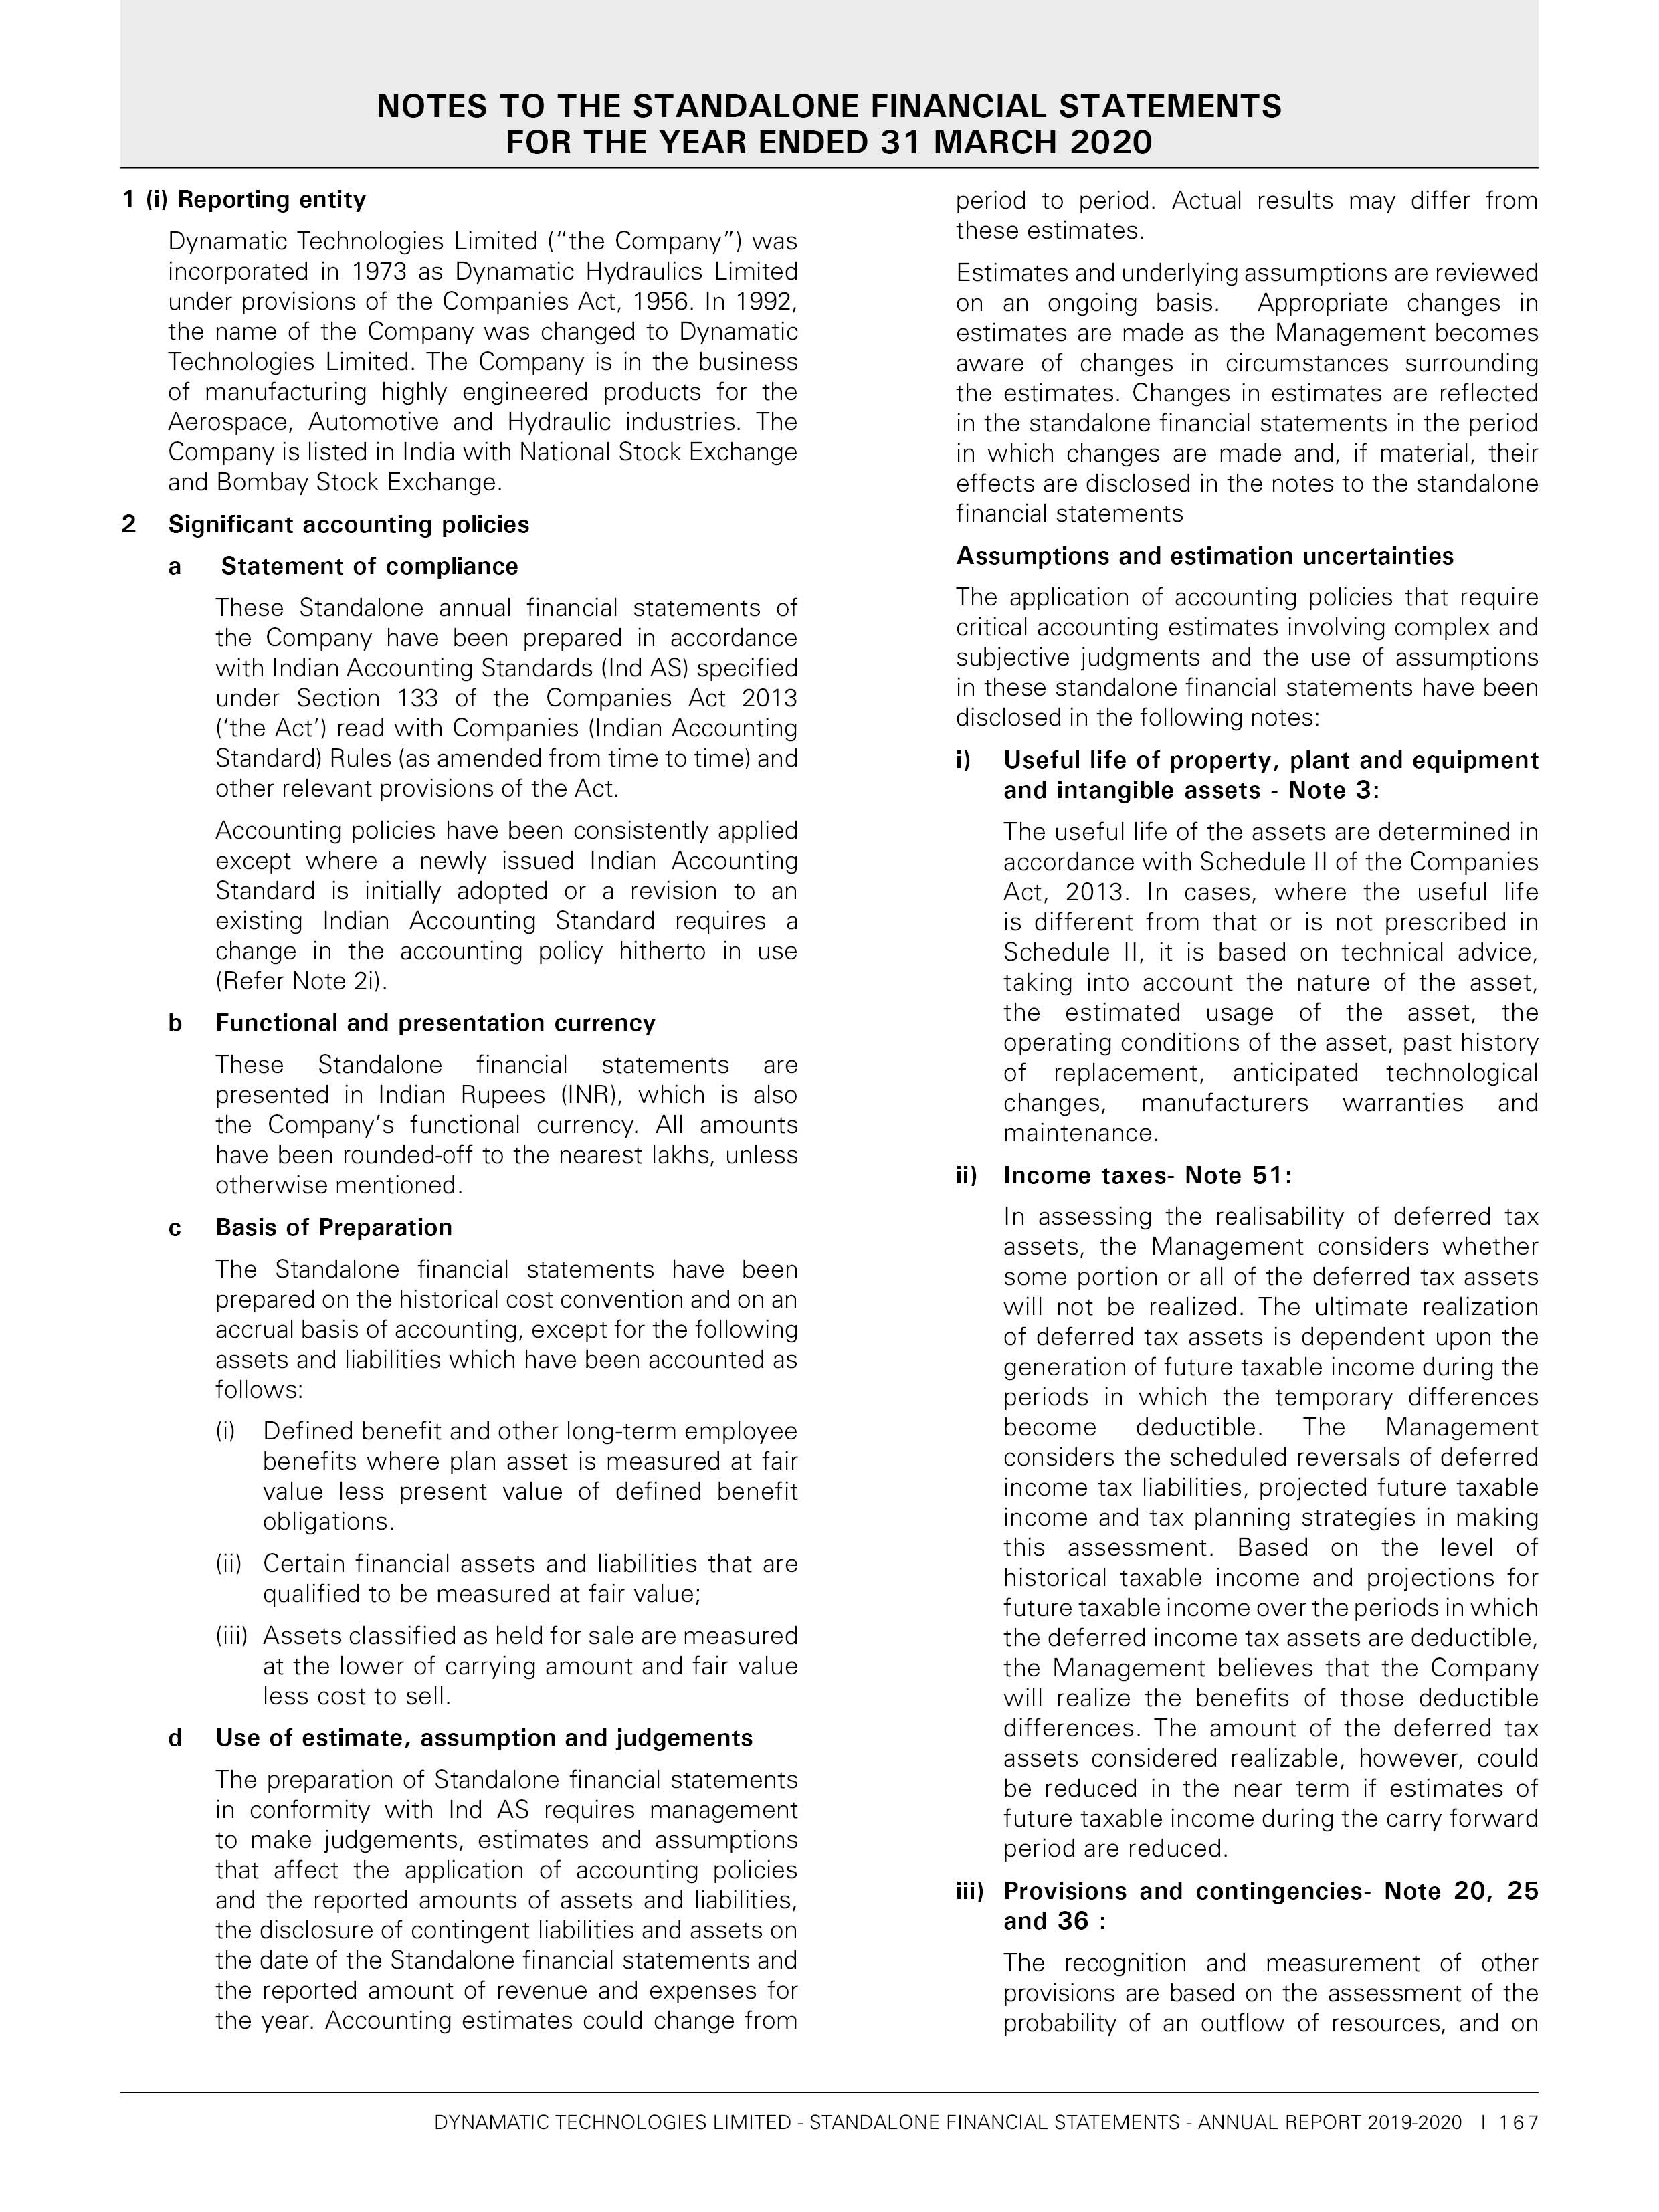 NOTES TO THE STANDALONE FINANCIAL STATEMENTS
FOR THE YEAR ENDED 31 MARCH 2020
1 (i) Reporting entity
Dynamatic Technologies Limited (“the Company”) was
incorporated in 1973 as Dynamatic Hydraulics Limited
under provisions of the Companies Act, 1956. In 1992,
the name of the Company was changed to Dynamatic
Technologies Limited. The Company is in the business
of manufacturing highly engineered products for the
Aerospace, Automotive and Hydraulic industries. The
Company is listed in India with National Stock Exchange
and Bombay Stock Exchange.
2 Significant accounting policies
a Statement of compliance
These Standalone annual financial statements of
the Company have been prepared in accordance
with Indian Accounting Standards (Ind AS) specified
under Section 133 of the Companies Act 2013
(‘the Act’) read with Companies (Indian Accounting
Standard) Rules (as amended from time to time) and
other relevant provisions of the Act.
Accounting policies have been consistently applied
except where a newly issued Indian Accounting
Standard is initially adopted or a revision to an
existing Indian Accounting Standard requires a
change in the accounting policy hitherto in use
(Refer Note 2i).
b Functional and presentation currency
These Standalone financial statements are
presented in Indian Rupees (INR), which is also
the Company’s functional currency. All amounts
have been rounded-off to the nearest lakhs, unless
otherwise mentioned.
c Basis of Preparation
The Standalone financial statements have been
prepared on the historical cost convention and on an
accrual basis of accounting, except for the following
assets and liabilities which have been accounted as
follows:
(i) Defined benefit and other long-term employee
benefits where plan asset is measured at fair
value less present value of defined benefit
obligations.
(ii) Certain financial assets and liabilities that are
qualified to be measured at fair value;
(iii) Assets classified as held for sale are measured
at the lower of carrying amount and fair value
less cost to sell.
d Use of estimate, assumption and judgements
The preparation of Standalone financial statements
in conformity with Ind AS requires management
to make judgements, estimates and assumptions
that affect the application of accounting policies
and the reported amounts of assets and liabilities,
the disclosure of contingent liabilities and assets on
the date of the Standalone financial statements and
the reported amount of revenue and expenses for
the year. Accounting estimates could change from
period to period. Actual results may differ from
these estimates.
Estimates and underlying assumptions are reviewed
on an ongoing basis. Appropriate changes in
estimates are made as the Management becomes
aware of changes in circumstances surrounding
the estimates. Changes in estimates are reflected
in the standalone financial statements in the period
in which changes are made and, if material, their
effects are disclosed in the notes to the standalone
financial statements
Assumptions and estimation uncertainties
The application of accounting policies that require
critical accounting estimates involving complex and
subjective judgments and the use of assumptions
in these standalone financial statements have been
disclosed in the following notes:
i) Useful life of property, plant and equipment
and intangible assets - Note 3:
The useful life of the assets are determined in
accordance with Schedule II of the Companies
Act, 2013. In cases, where the useful life
is different from that or is not prescribed in
Schedule II, it is based on technical advice,
taking into account the nature of the asset,
the estimated usage of the asset, the
operating conditions of the asset, past history
of replacement, anticipated technological
changes, manufacturers warranties and
maintenance.
ii) Income taxes- Note 51:
In assessing the realisability of deferred tax
assets, the Management considers whether
some portion or all of the deferred tax assets
will not be realized. The ultimate realization
of deferred tax assets is dependent upon the
generation of future taxable income during the
periods in which the temporary differences
become deductible. The Management
considers the scheduled reversals of deferred
income tax liabilities, projected future taxable
income and tax planning strategies in making
this assessment. Based on the level of
historical taxable income and projections for
future taxable income over the periods in which
the deferred income tax assets are deductible,
the Management believes that the Company
will realize the benefits of those deductible
differences. The amount of the deferred tax
assets considered realizable, however, could
be reduced in the near term if estimates of
future taxable income during the carry forward
period are reduced.
iii) Provisions and contingencies- Note 20, 25
and 36 :
The recognition and measurement of other
provisions are based on the assessment of the
probability of an outflow of resources, and on
DYNAMATIC TECHNOLOGIES LIMITED - STANDALONE FINANCIAL STATEMENTS - ANNUAL REPORT 2019-2020 | 167